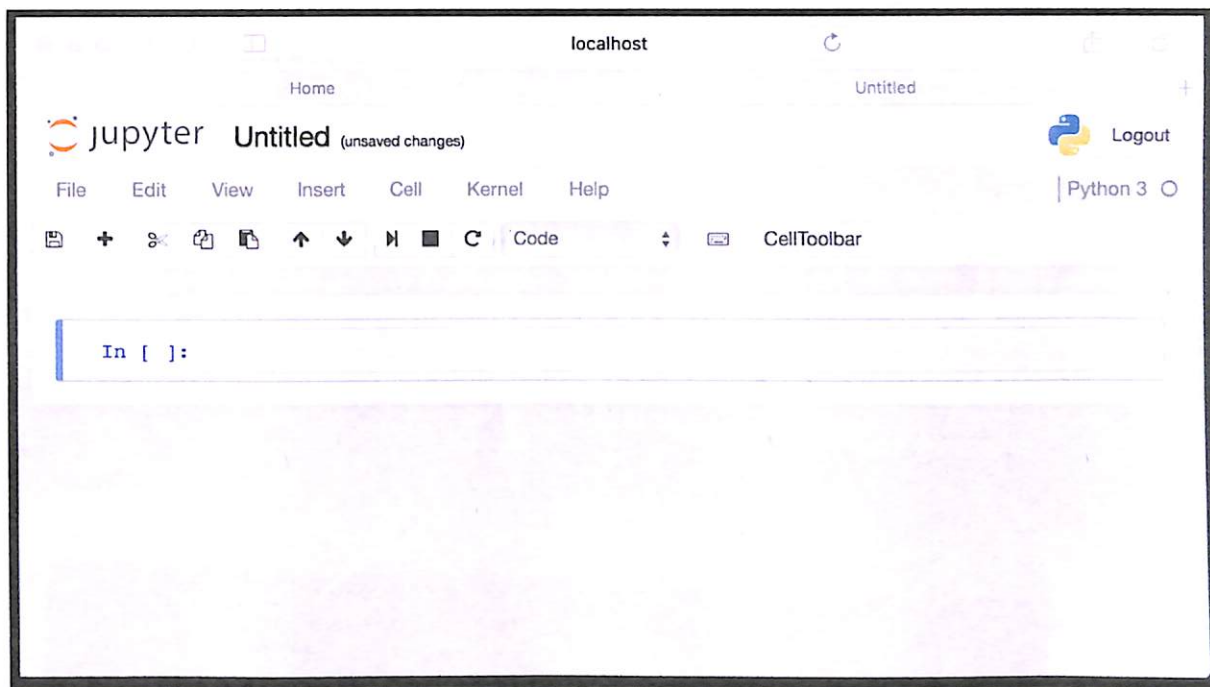 localhost
Home Untitled +
jupyter Untitled (unsaved changes) Logout
File Edit View Insert Cell Kernel Help Python 3
Code CellToolbar
In [ ]: